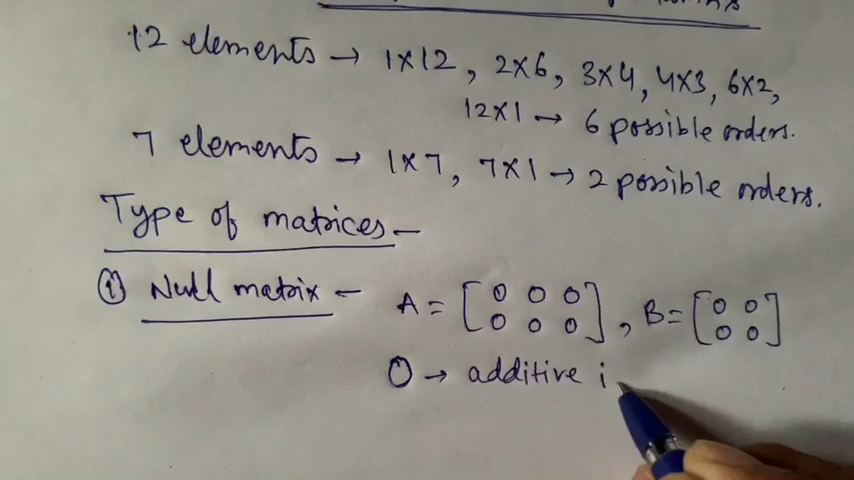 12 elements → 1×12, 2×6, 3×4, 4×3, 6×2,
12×1 → 6 possible orders.
7 elements → 1×7, 7×1 → 2 possible orders.
Type of matrices –
① Null matrix – A = [0 0 0
0 0 0], B = [0 0
0 0]
O → additive i